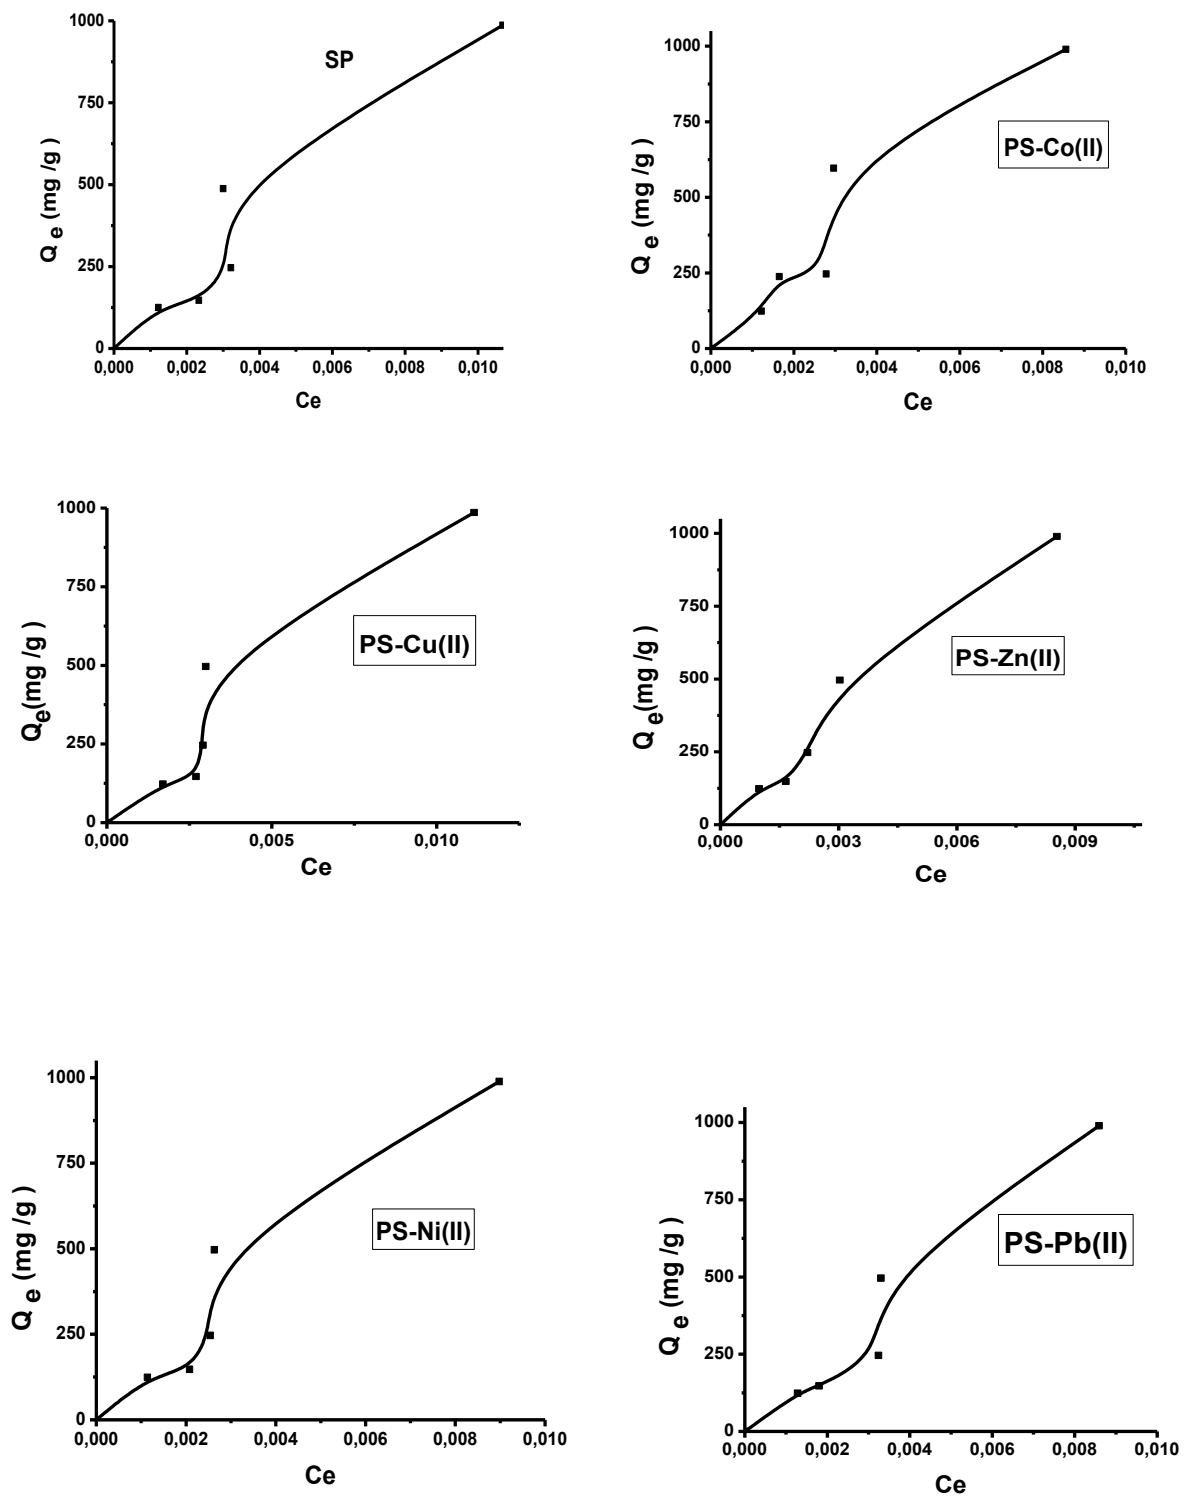 1000
750
500
250
0
0,000 0,002 0,004 0,006 0,008 0,010
Q e (mg /g)
Ce
SP
1000
750
500
250
0
0,000 0,002 0,004 0,006 0,008 0,010
Q e (mg /g )
Ce
PS-Co(II)
1000
750
500
250
0
0,000 0,005 0,010
Qe(mg /g )
Ce
PS-Cu(II)
1000
750
500
250
0
0,000 0,003 0,006 0,009
Q e(mg /g )
Ce
PS-Zn(II)
1000
750
500
250
0
0,000 0,002 0,004 0,006 0,008 0,010
Q e (mg /g )
Ce
PS-Ni(II)
1000
750
500
250
0
0,000 0,002 0,004 0,006 0,008 0,010
Q e (mg /g )
Ce
PS-Pb(II)